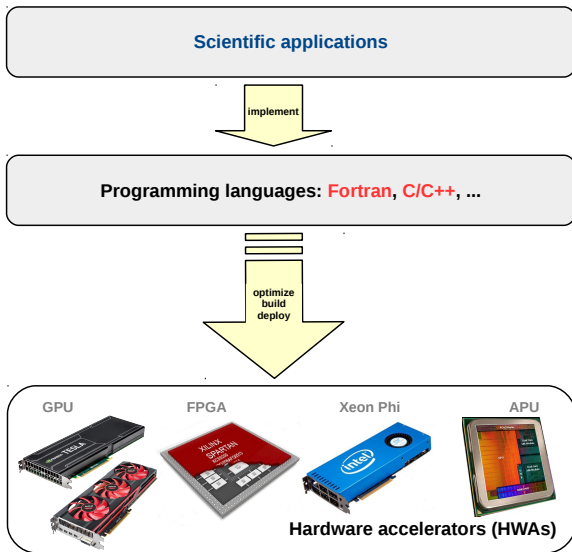 Scientific applications
implement
Programming languages: Fortran, C/C++, ...
optimize
build
deploy
GPU FPGA Xeon Phi APU
TESLA
XILINX
SPARTAN
intel
Hardware accelerators (HWAs)